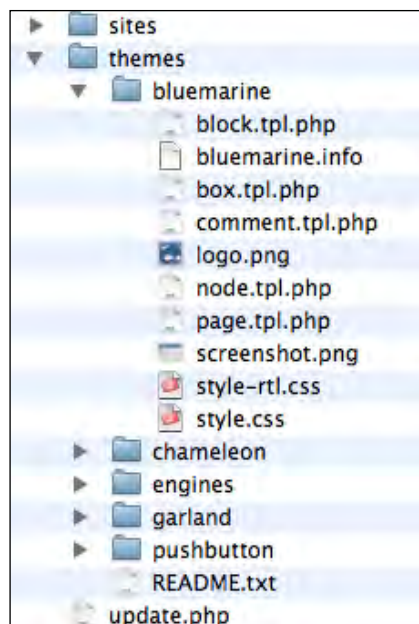 sites
themes
bluemarine
block.tpl.php
bluemarine.info
box.tpl.php
comment.tpl.php
logo.png
node.tpl.php
page.tpl.php
screenshot.png
style-rtl.css
style.css
chameleon
engines
garland
pushbutton
README.txt
update.php